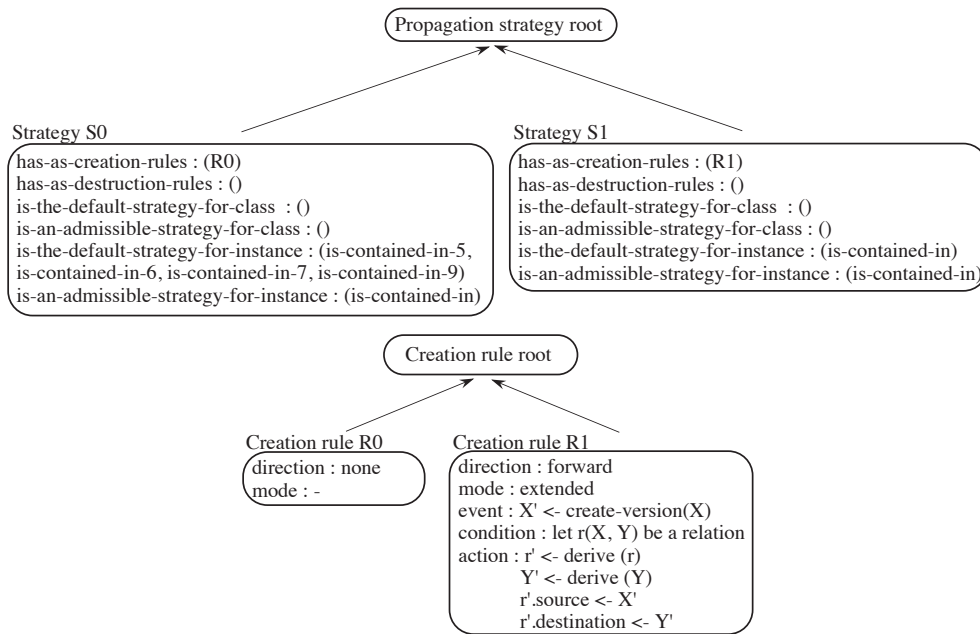 Propagation strategy root
Strategy S0
has-as-creation-rules : (R0)
has-as-destruction-rules : ()
is-the-default-strategy-for-class : ()
is-an-admissible-strategy-for-class : ()
is-the-default-strategy-for-instance : (is-contained-in-5,
is-contained-in-6, is-contained-in-7, is-contained-in-9)
is-an-admissible-strategy-for-instance : (is-contained-in)
Strategy S1
has-as-creation-rules : (R1)
has-as-destruction-rules : ()
is-the-default-strategy-for-class : ()
is-an-admissible-strategy-for-class : ()
is-the-default-strategy-for-instance : (is-contained-in)
is-an-admissible-strategy-for-instance : (is-contained-in)
Creation rule root
Creation rule R0
direction : none
mode : -
Creation rule R1
direction : forward
mode : extended
event : X' <- create-version(X)
condition : let r(X, Y) be a relation
action : r' <- derive (r)
Y' <- derive (Y)
r'.source <- X'
r'.destination <- Y'